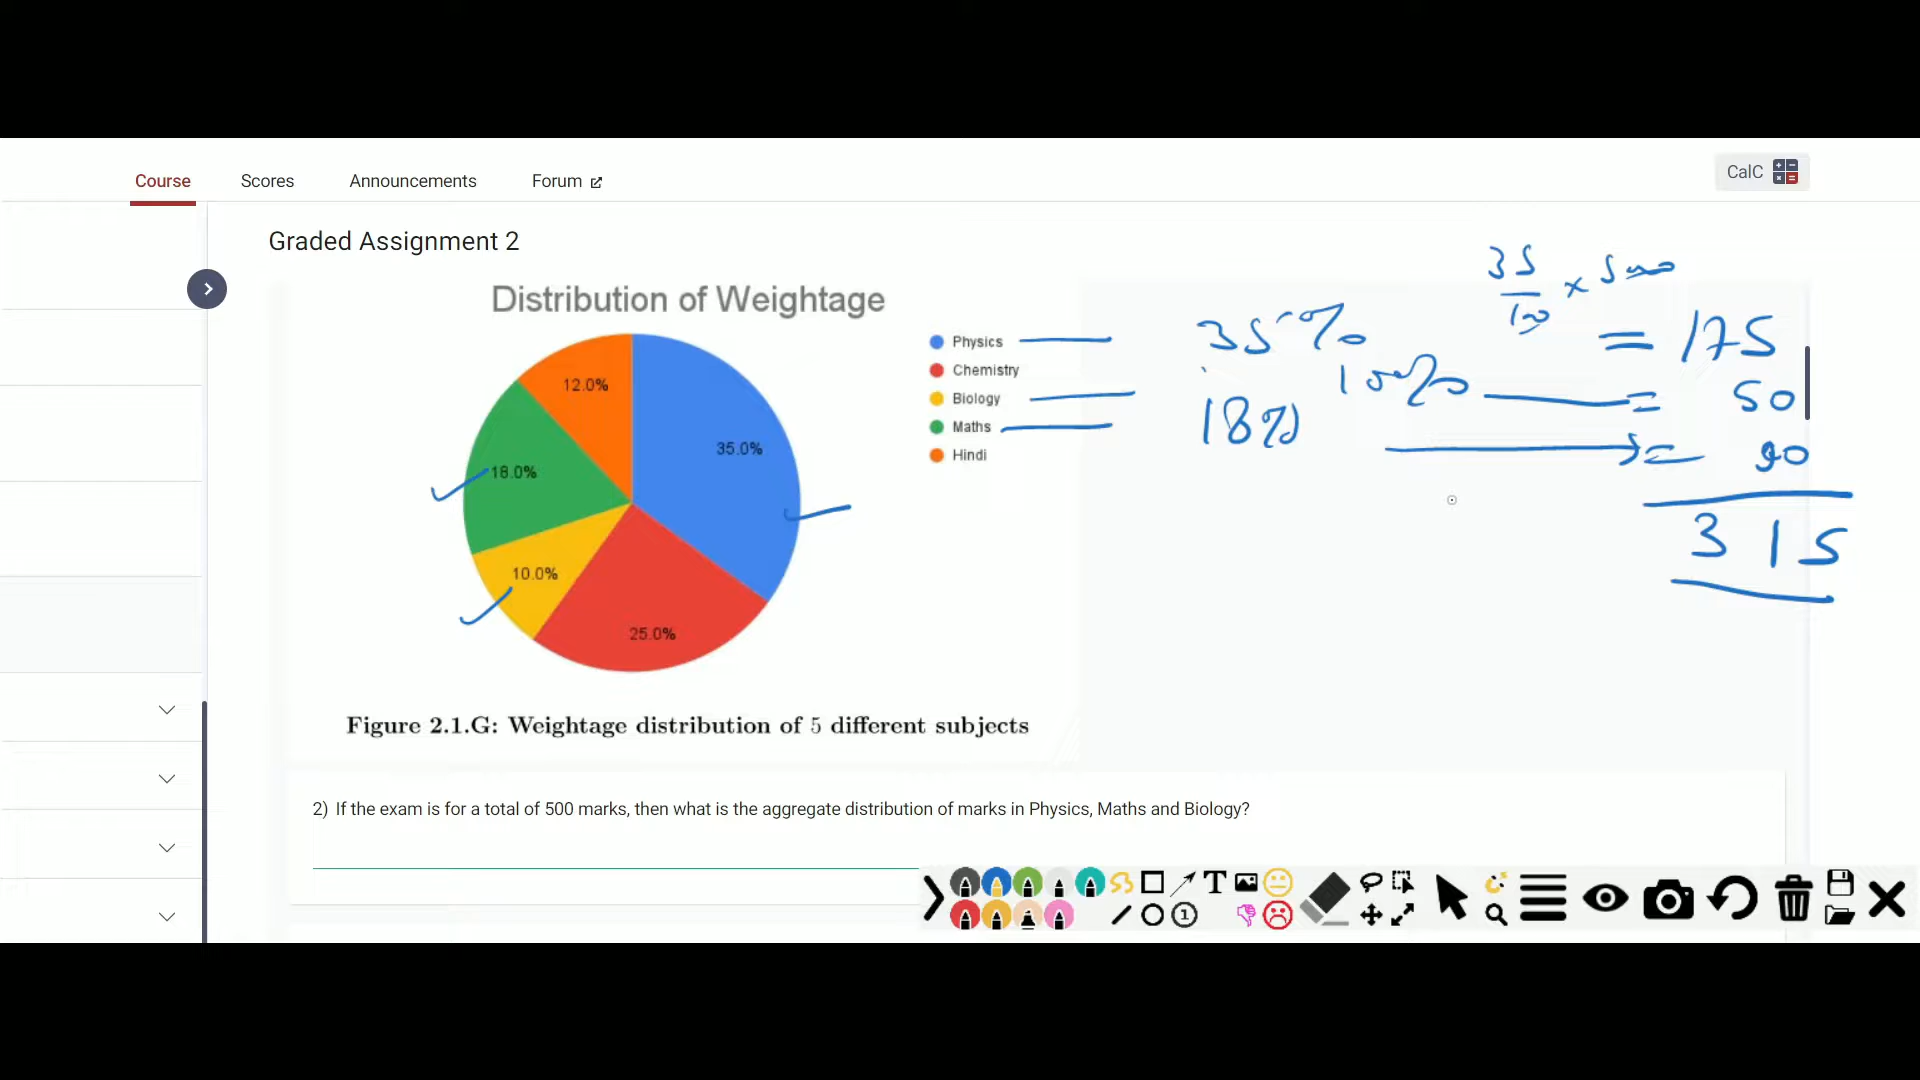 Course Scores Announcements Forum CalC
Graded Assignment 2
Distribution of Weightage
Physics
Chemistry
Biology
Maths
Hindi
12.0%
35.0%
18.0%
10.0%
25.0%
35
100 × 500
35% = 175
10% = 50
18% = 90
315
Figure 2.1.G: Weightage distribution of 5 different subjects
2) If the exam is for a total of 500 marks, then what is the aggregate distribution of marks in Physics, Maths and Biology?
T
1